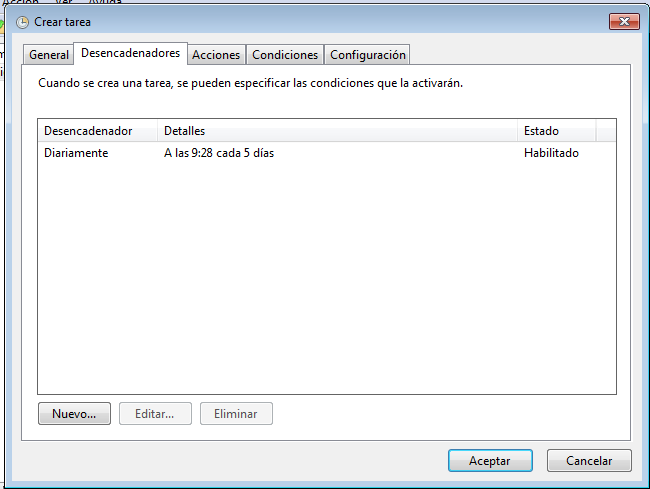 Acción Ver Ayuda
Crear tarea
General Desencadenadores Acciones Condiciones Configuración
Cuando se crea una tarea, se pueden especificar las condiciones que la activarán.
Desencadenador Detalles Estado
Diariamente A las 9:28 cada 5 días Habilitado
Nuevo... Editar... Eliminar
Aceptar Cancelar